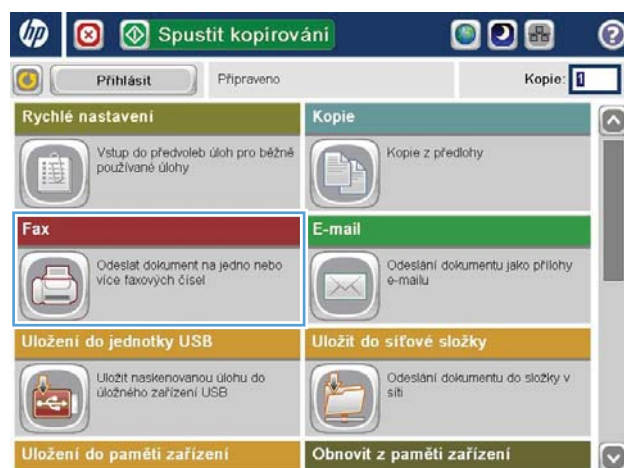 hp Spustit kopírování ?
Přihlásit Připraveno Kopie: 1
Rychlé nastavení Kopie
Vstup do předvoleb úloh pro běžně Kopie z předlohy
používané úlohy
Fax E-mail
Odeslat dokument na jedno nebo Odeslání dokumentu jako přílohy
více faxových čísel e-mailu
Uložení do jednotky USB Uložit do síťové složky
Uložit naskenovanou úlohu do Odeslání dokumentu do složky v
úložného zařízení USB síti
Uložení do paměti zařízení Obnovit z paměti zařízení